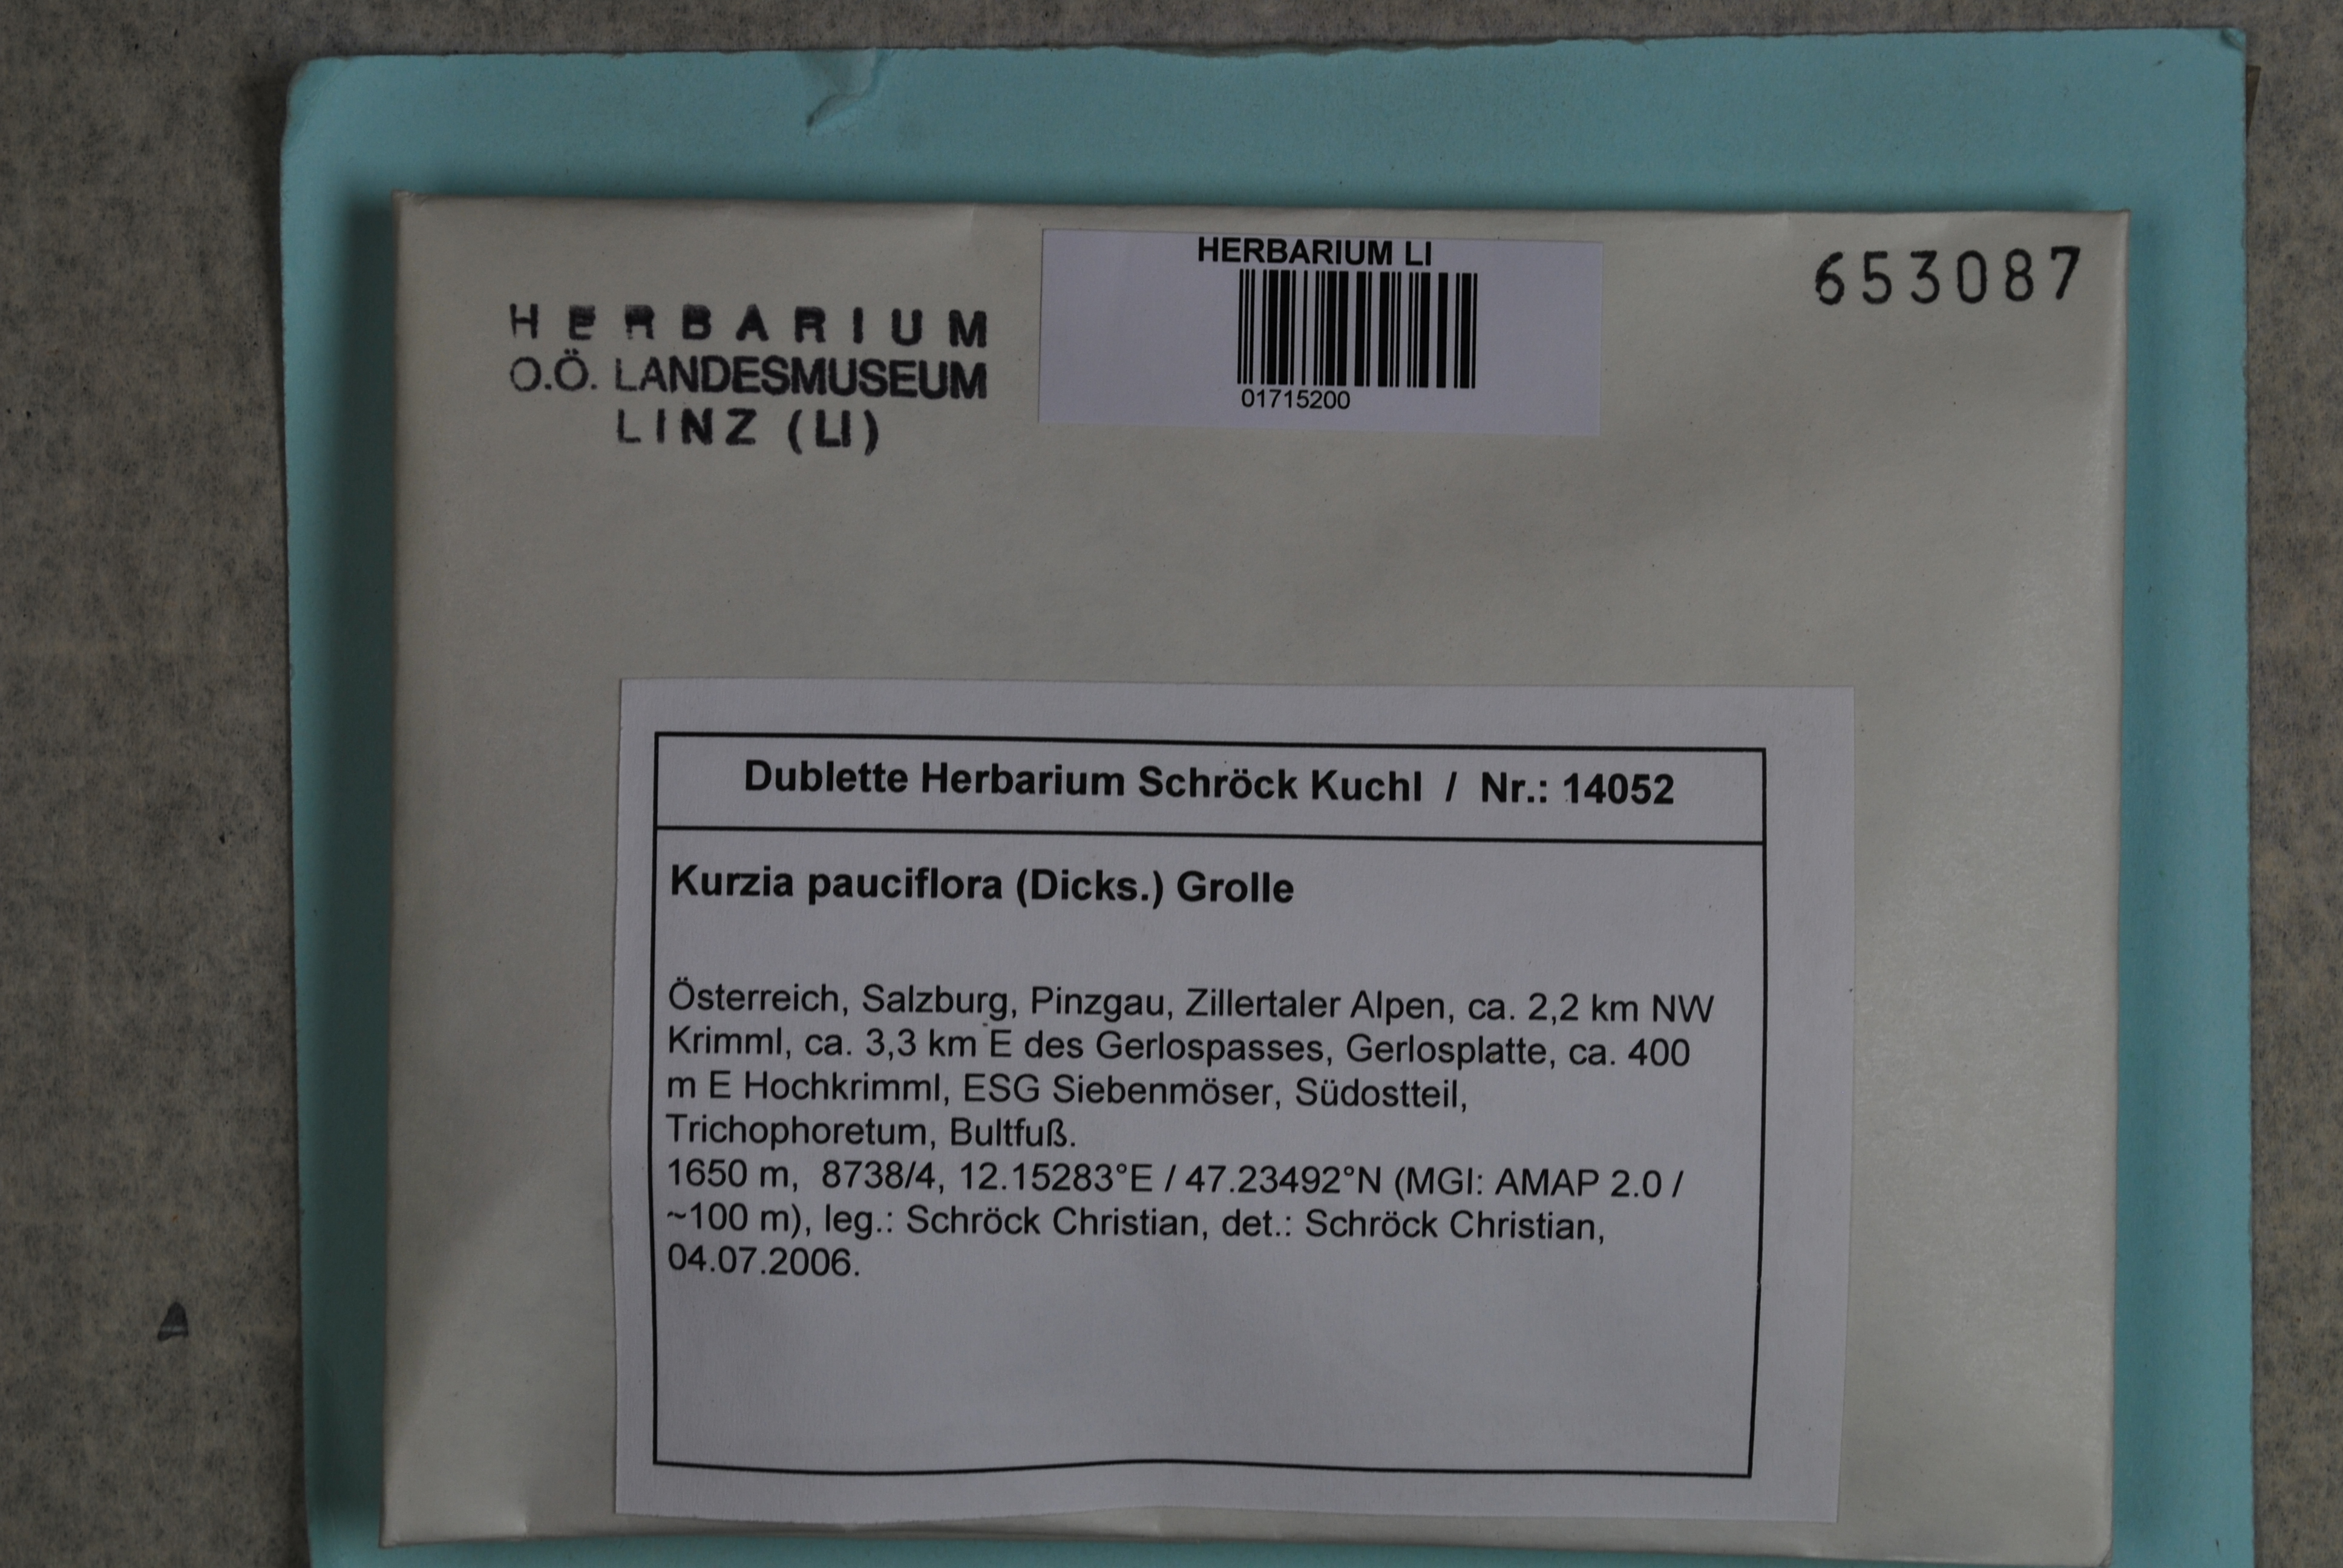 HERBARIUM
O.Ö. LANDESMUSEUM
LINZ (LI)
HERBARIUM LI
01715200
653087
Dublette Herbarium Schröck Kuchl / Nr.: 14052
Kurzia pauciflora (Dicks.) Grolle
Österreich, Salzburg, Pinzgau, Zillertaler Alpen, ca. 2,2 km NW
Krimml, ca. 3,3 km E des Gerlospasses, Gerlosplatte, ca. 400
m E Hochkrimml, ESG Siebenmöser, Südostteil,
Trichophoretum, Bultfuß.
1650 m, 8738/4, 12.15283°E / 47.23492°N (MGI: AMAP 2.0 /
~100 m), leg.: Schröck Christian, det.: Schröck Christian,
04.07.2006.